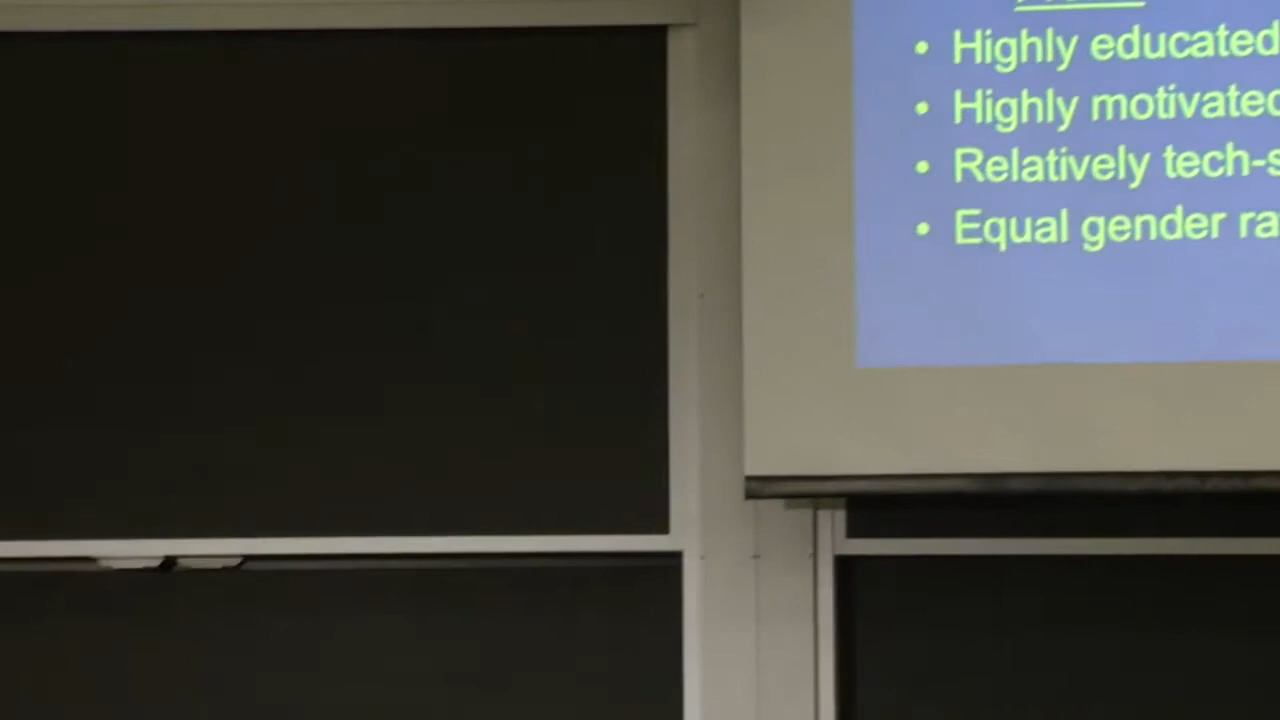 • Highly educated
• Highly motivated
• Relatively tech-s
• Equal gender ra